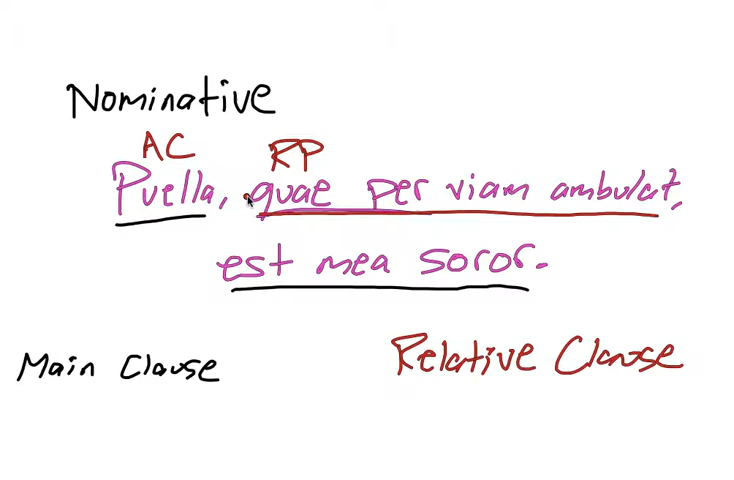 Nominative
AC RP
Puella, quae per viam ambulat,
est mea soror.
Main Clause
Relative Clause